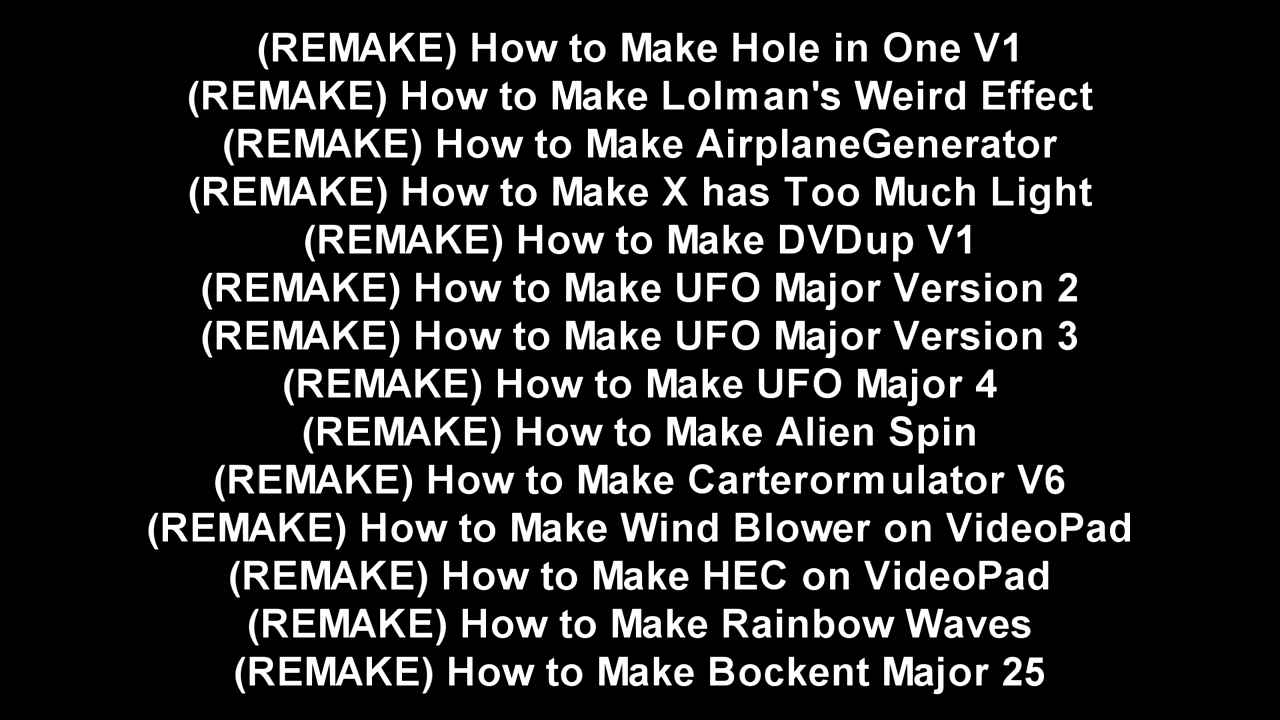 (REMAKE) How to Make Hole in One V1
(REMAKE) How to Make Lolman's Weird Effect
(REMAKE) How to Make AirplaneGenerator
(REMAKE) How to Make X has Too Much Light
(REMAKE) How to Make DVDup V1
(REMAKE) How to Make UFO Major Version 2
(REMAKE) How to Make UFO Major Version 3
(REMAKE) How to Make UFO Major 4
(REMAKE) How to Make Alien Spin
(REMAKE) How to Make Carterormulator V6
(REMAKE) How to Make Wind Blower on VideoPad
(REMAKE) How to Make HEC on VideoPad
(REMAKE) How to Make Rainbow Waves
(REMAKE) How to Make Bockent Major 25